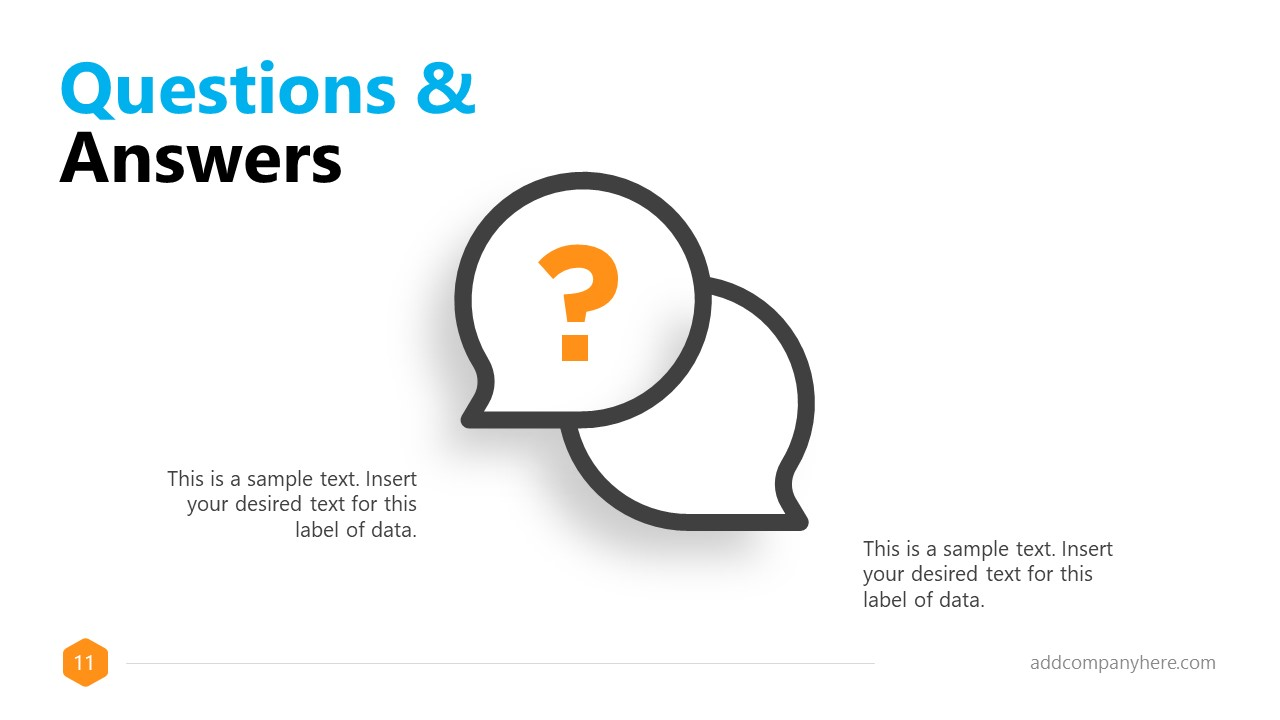 Questions &
Answers
?
This is a sample text. Insert
your desired text for this
label of data.
This is a sample text. Insert
your desired text for this
label of data.
11
addcompanyhere.com